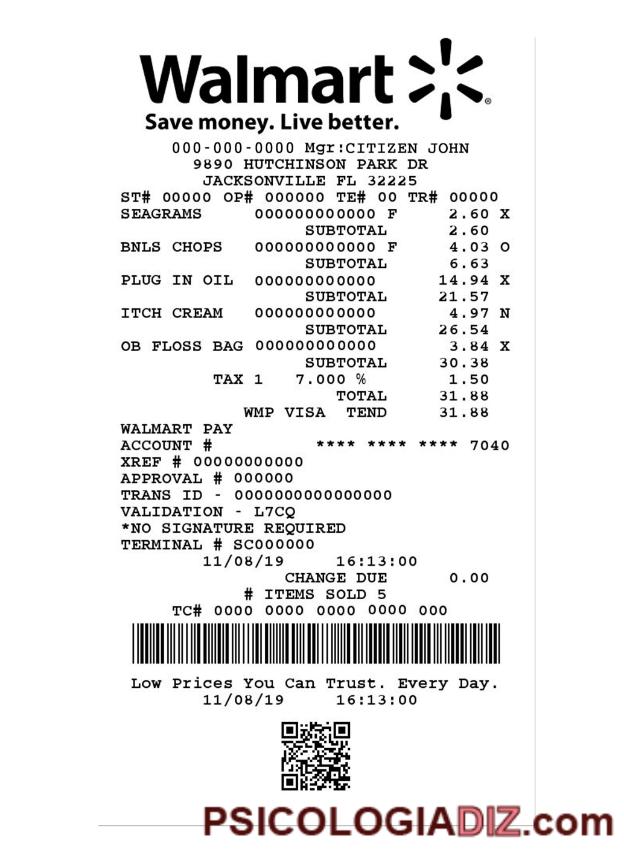 Walmart
Save money. Live better.
000-000-0000 Mgr:CITIZEN JOHN
9890 HUTCHINSON PARK DR
JACKSONVILLE FL 32225
ST# 00000 OP# 000000 TE# 00 TR# 00000
SEAGRAMS 000000000000 F 2.60 X
SUBTOTAL 2.60
BNLS CHOPS 000000000000 F 4.03 O
SUBTOTAL 6.63
PLUG IN OIL 000000000000 14.94 X
SUBTOTAL 21.57
ITCH CREAM 000000000000 4.97 N
SUBTOTAL 26.54
OB FLOSS BAG 000000000000 3.84 X
SUBTOTAL 30.38
TAX 1 7.000 % 1.50
TOTAL 31.88
WMP VISA TEND 31.88
WALMART PAY
ACCOUNT # **** **** **** 7040
XREF # 00000000000
APPROVAL # 000000
TRANS ID - 0000000000000000
VALIDATION - L7CQ
*NO SIGNATURE REQUIRED
TERMINAL # SC000000
11/08/19 16:13:00
CHANGE DUE 0.00
# ITEMS SOLD 5
TC# 0000 0000 0000 0000 000
Low Prices You Can Trust. Every Day.
11/08/19 16:13:00
PSICOLOGIADIZ.com